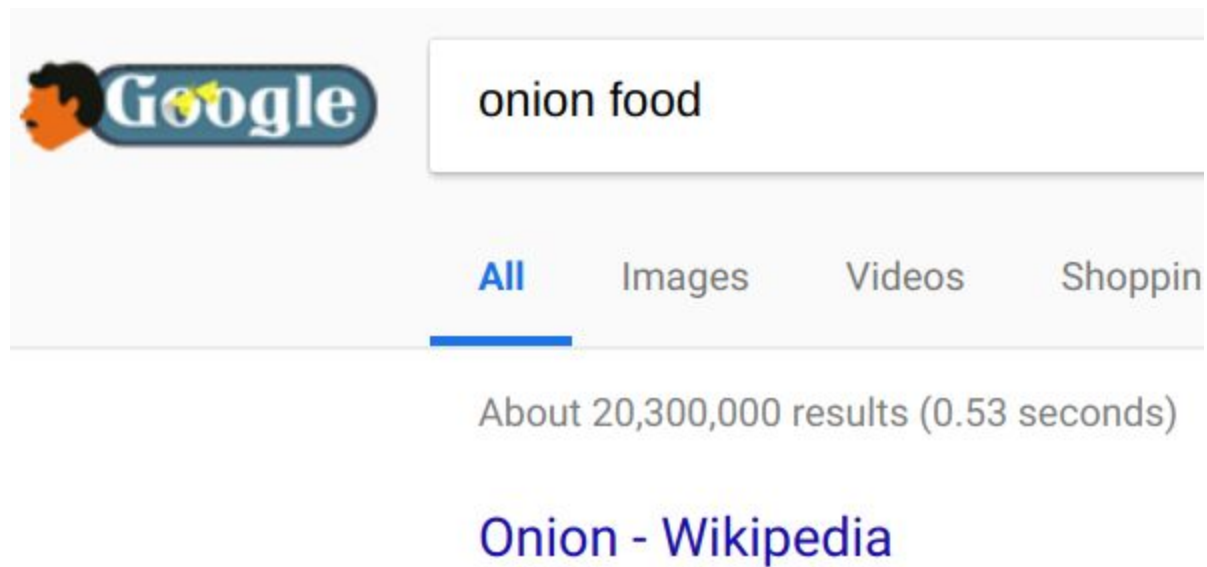 Google
onion food
All Images Videos Shoppin
About 20,300,000 results (0.53 seconds)
Onion - Wikipedia